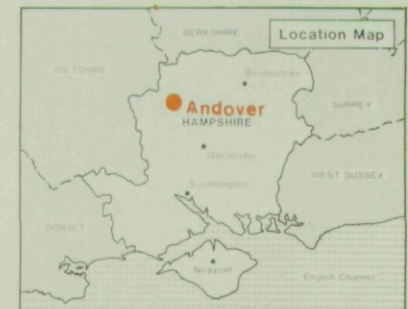 Location Map
BERKSHIRE
WILTSHIRE
Basingstoke
Andover
SURREY
HAMPSHIRE
Winchester
WEST SUSSEX
Southampton
DORSET
Newport
English Channel